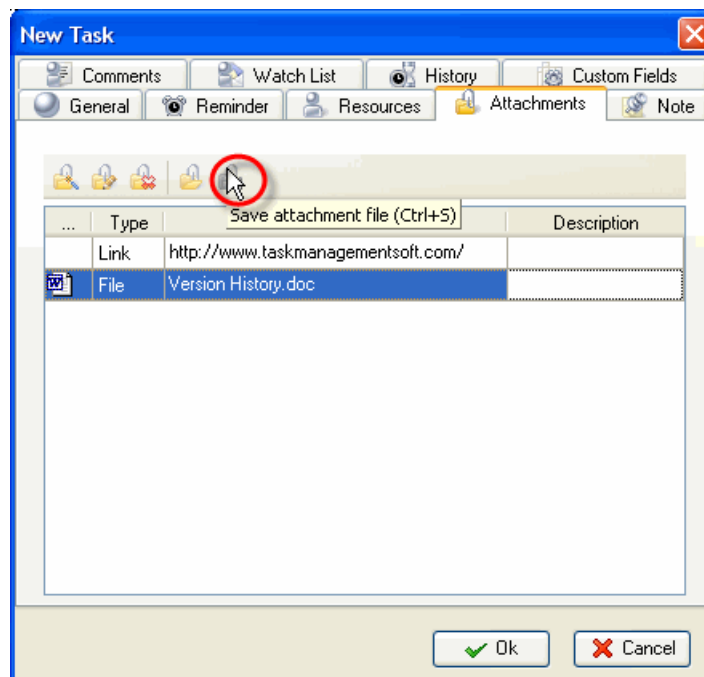 New Task
Comments Watch List History Custom Fields
General Reminder Resources Attachments Note
Save attachment file (Ctrl+S)
... Type Description
Link http://www.taskmanagementsoft.com/
File Version History.doc
Ok Cancel